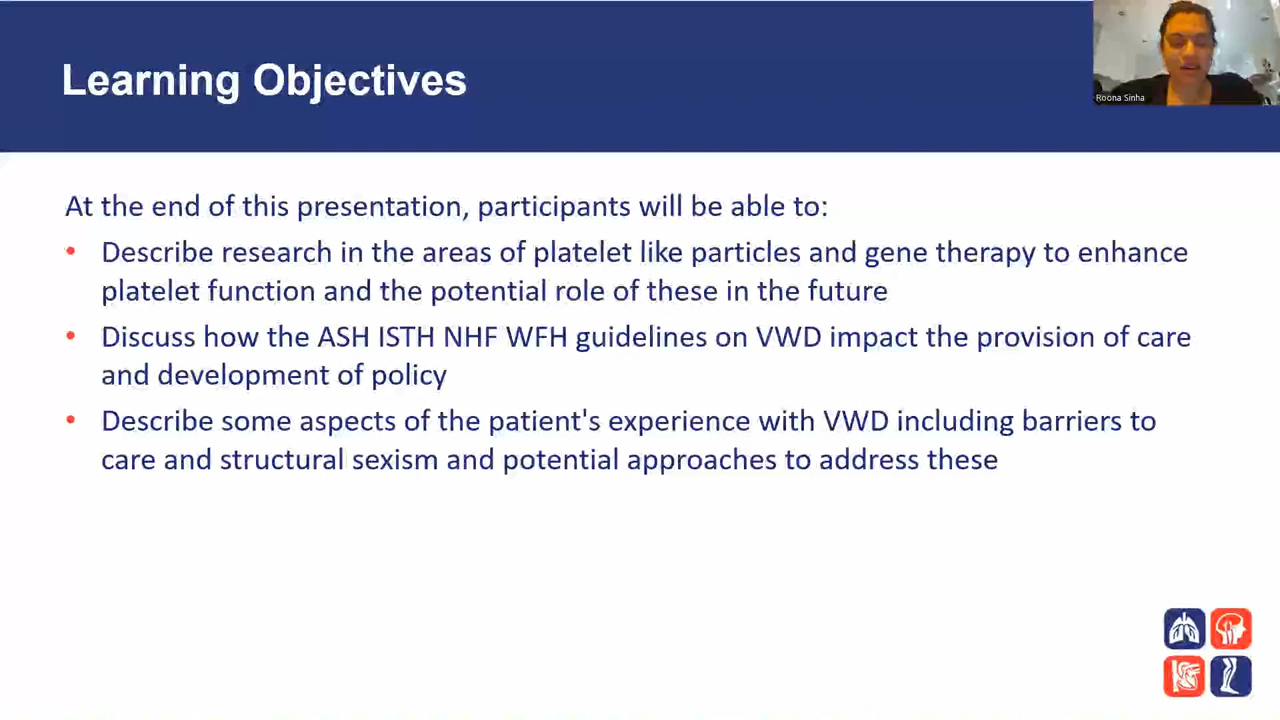 Learning Objectives
Roona Sinha
At the end of this presentation, participants will be able to:
• Describe research in the areas of platelet like particles and gene therapy to enhance
platelet function and the potential role of these in the future
• Discuss how the ASH ISTH NHF WFH guidelines on VWD impact the provision of care
and development of policy
• Describe some aspects of the patient's experience with VWD including barriers to
care and structural sexism and potential approaches to address these